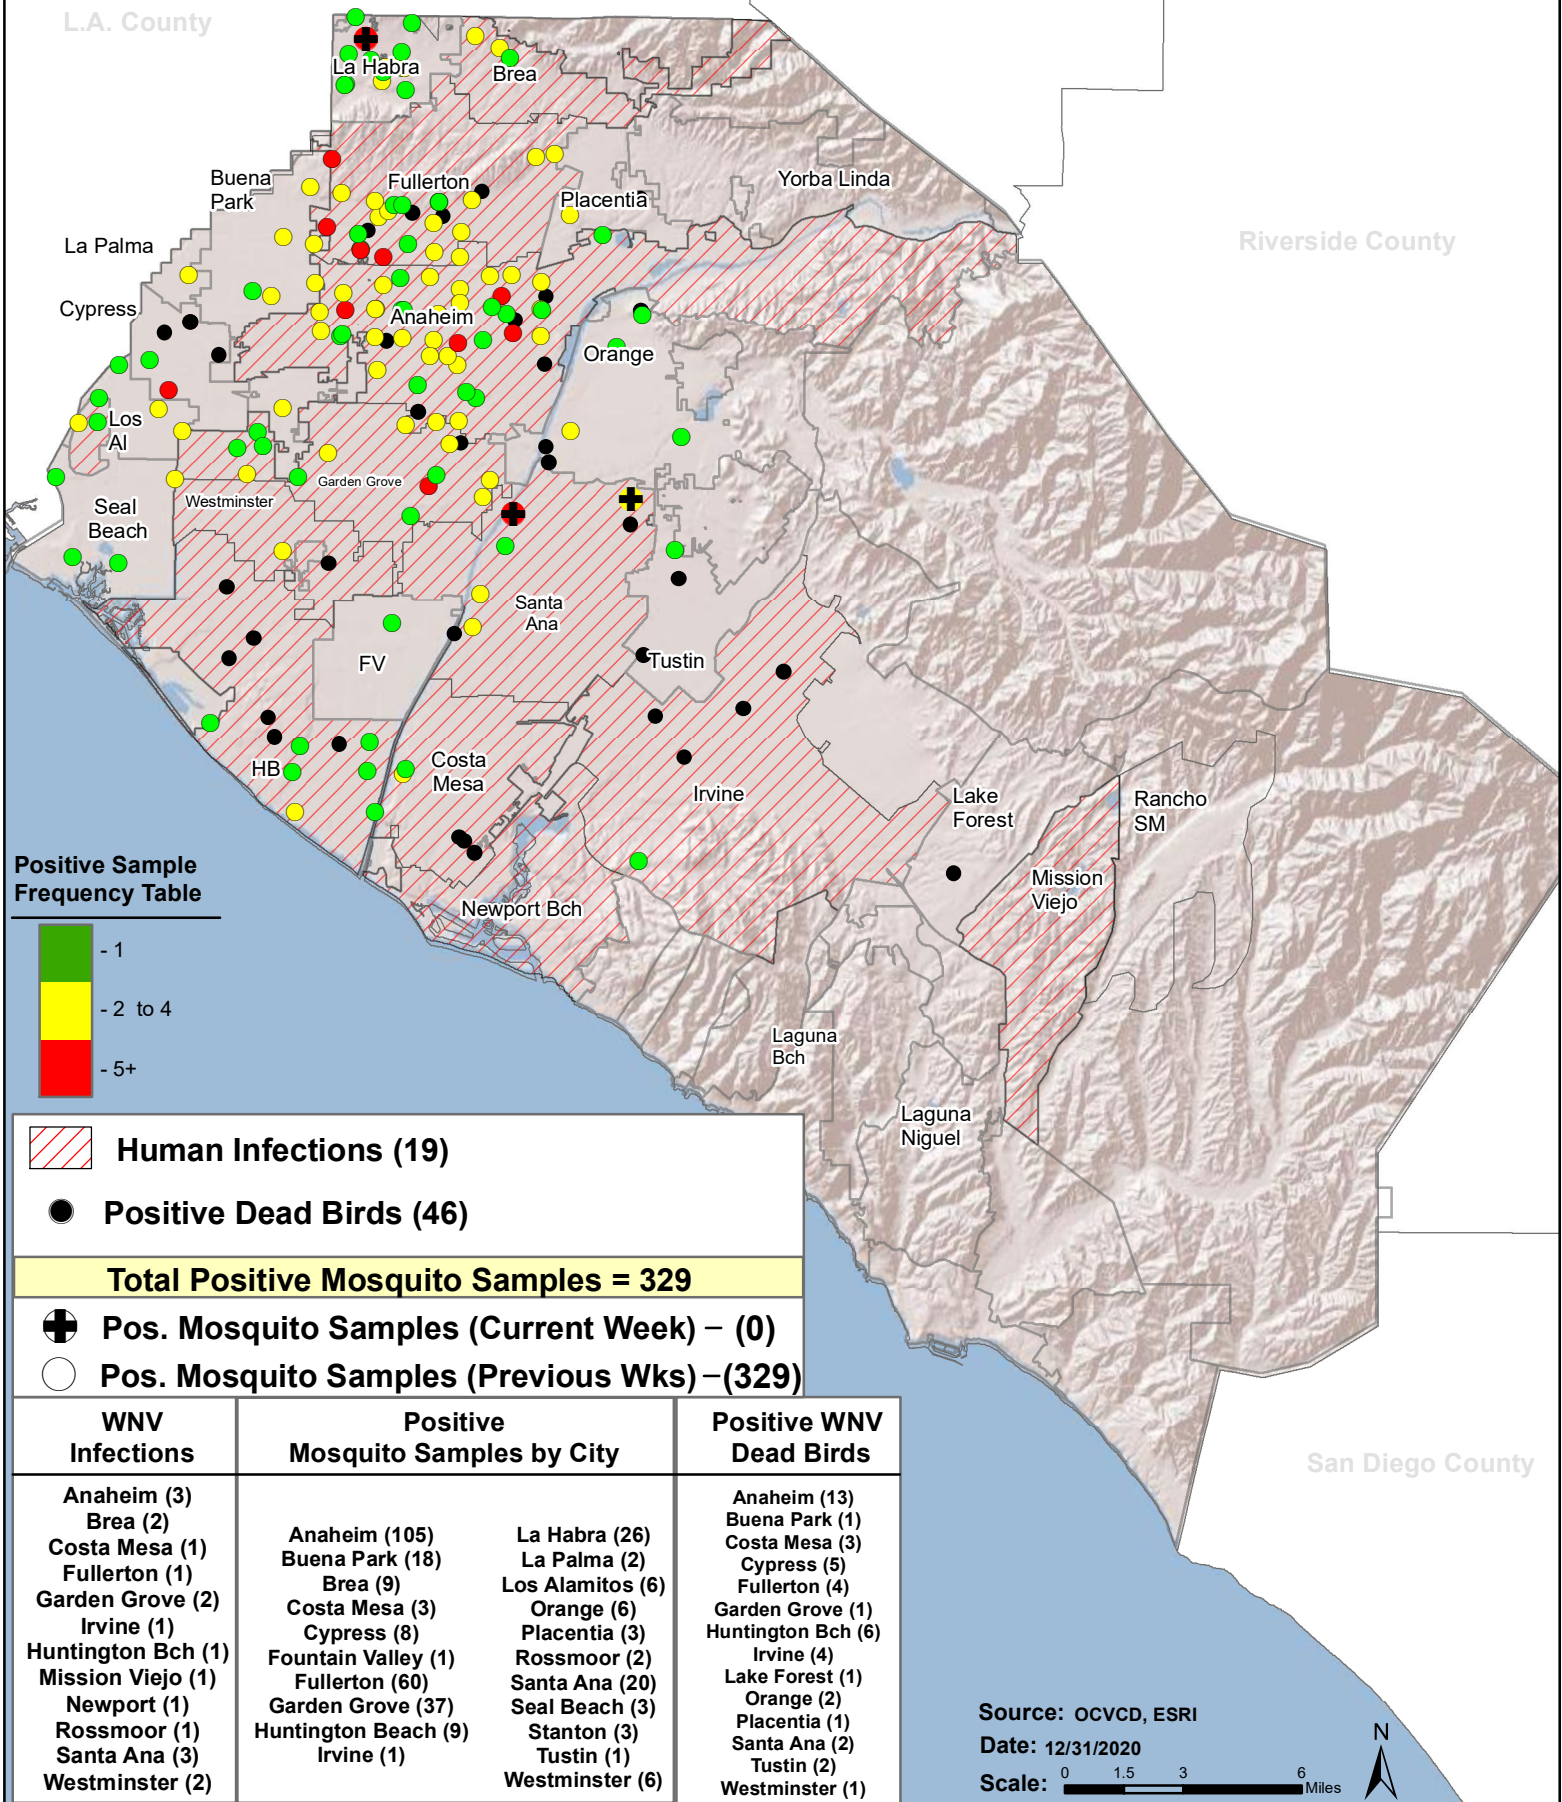 L.A. County
La Habra
Brea
Buena
Park
Fullerton
Placentia
Yorba Linda
La Palma
Riverside County
Cypress
Anaheim
Orange
Los
Al
Garden Grove
Westminster
Seal
Beach
Santa
Ana
FV
Tustin
HB
Costa
Mesa
Irvine
Lake
Forest
Rancho
SM
Mission
Viejo
Newport Bch
Laguna
Bch
Laguna
Niguel
San Diego County
Positive Sample
Frequency Table
- 1
- 2 to 4
- 5+
Human Infections (19)
Positive Dead Birds (46)
Total Positive Mosquito Samples = 329
Pos. Mosquito Samples (Current Week) – (0)
Pos. Mosquito Samples (Previous Wks) –(329)
WNV
Infections
Anaheim (3)
Brea (2)
Costa Mesa (1)
Fullerton (1)
Garden Grove (2)
Irvine (1)
Huntington Bch (1)
Mission Viejo (1)
Newport (1)
Rossmoor (1)
Santa Ana (3)
Westminster (2)
Positive
Mosquito Samples by City
Anaheim (105)
Buena Park (18)
Brea (9)
Costa Mesa (3)
Cypress (8)
Fountain Valley (1)
Fullerton (60)
Garden Grove (37)
Huntington Beach (9)
Irvine (1)
La Habra (26)
La Palma (2)
Los Alamitos (6)
Orange (6)
Placentia (3)
Rossmoor (2)
Santa Ana (20)
Seal Beach (3)
Stanton (3)
Tustin (1)
Westminster (6)
Positive WNV
Dead Birds
Anaheim (13)
Buena Park (1)
Costa Mesa (3)
Cypress (5)
Fullerton (4)
Garden Grove (1)
Huntington Bch (6)
Irvine (4)
Lake Forest (1)
Orange (2)
Placentia (1)
Santa Ana (2)
Tustin (2)
Westminster (1)
Source: OCVCD, ESRI
Date: 12/31/2020
Scale: 0 1.5 3 6 Miles
N